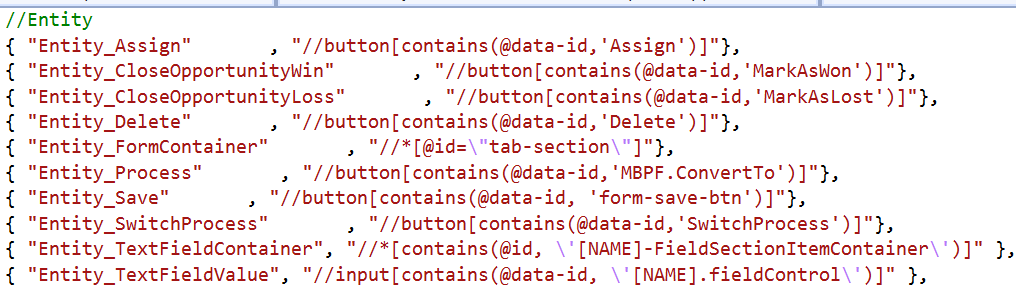 //Entity
{ "Entity_Assign"       , "//button[contains(@data-id,'Assign')]"},
{ "Entity_CloseOpportunityWin"       , "//button[contains(@data-id,'MarkAsWon')]"},
{ "Entity_CloseOpportunityLoss"       , "//button[contains(@data-id,'MarkAsLost')]"},
{ "Entity_Delete"       , "//button[contains(@data-id,'Delete')]"},
{ "Entity_FormContainer"       , "//*[@id=\"tab-section\"]"},
{ "Entity_Process"       , "//button[contains(@data-id,'MBPF.ConvertTo')]"},
{ "Entity_Save"       , "//button[contains(@data-id, 'form-save-btn')]"},
{ "Entity_SwitchProcess"       , "//button[contains(@data-id,'SwitchProcess')]"},
{ "Entity_TextFieldContainer", "//*[contains(@id, \'[NAME]-FieldSectionItemContainer\')]" },
{ "Entity_TextFieldValue", "//input[contains(@data-id, \'[NAME].fieldControl\')]" },